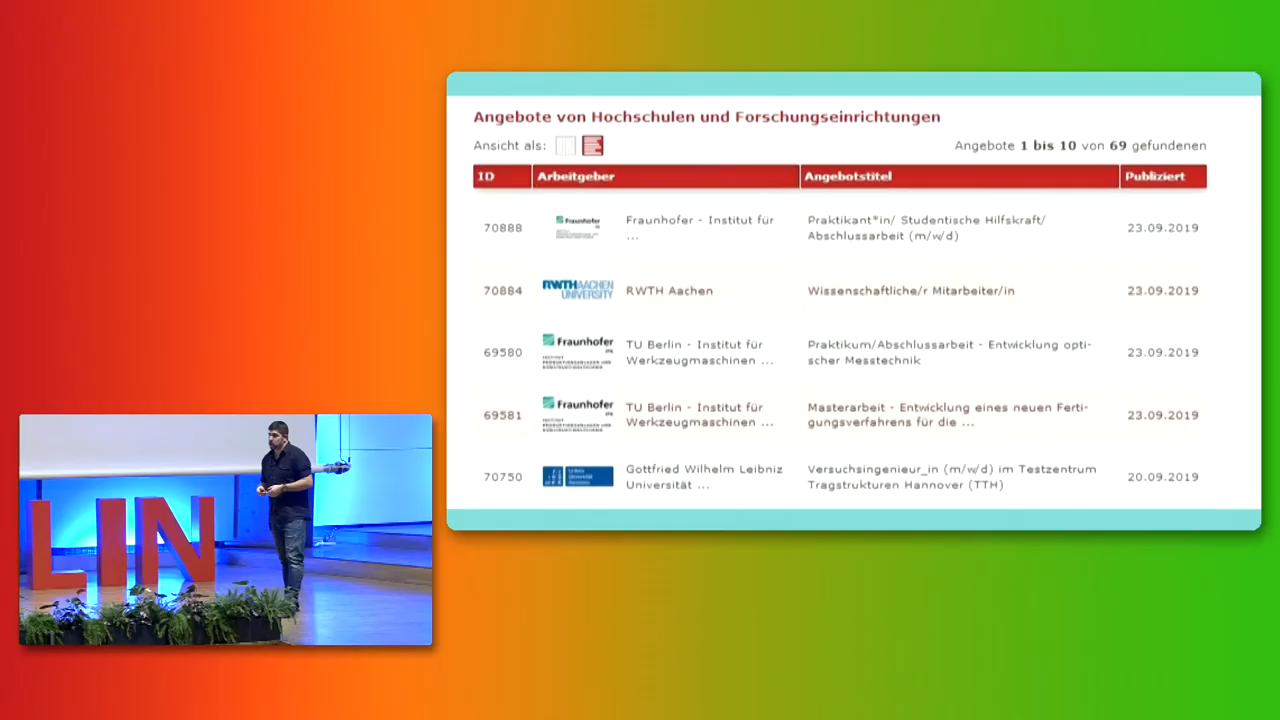 Angebote von Hochschulen und Forschungseinrichtungen
Ansicht als:
Angebote 1 bis 10 von 69 gefundenen
ID Arbeitgeber Angebotstitel Publiziert
70888 Fraunhofer Fraunhofer - Institut für ... Praktikant*in/ Studentische Hilfskraft/ 23.09.2019
Abschlussarbeit (m/w/d)
70884 RWTHAACHEN UNIVERSITY RWTH Aachen Wissenschaftliche/r Mitarbeiter/in 23.09.2019
69580 Fraunhofer TU Berlin - Institut für Praktikum/Abschlussarbeit - Entwicklung opti- 23.09.2019
Werkzeugmaschinen ... scher Messtechnik
69581 Fraunhofer TU Berlin - Institut für Masterarbeit - Entwicklung eines neuen Ferti- 23.09.2019
Werkzeugmaschinen ... gungsverfahrens für die ...
70750 Gottfried Wilhelm Leibniz Versuchsingenieur_in (m/w/d) im Testzentrum 20.09.2019
Universität ... Tragstrukturen Hannover (TTH)
LIN